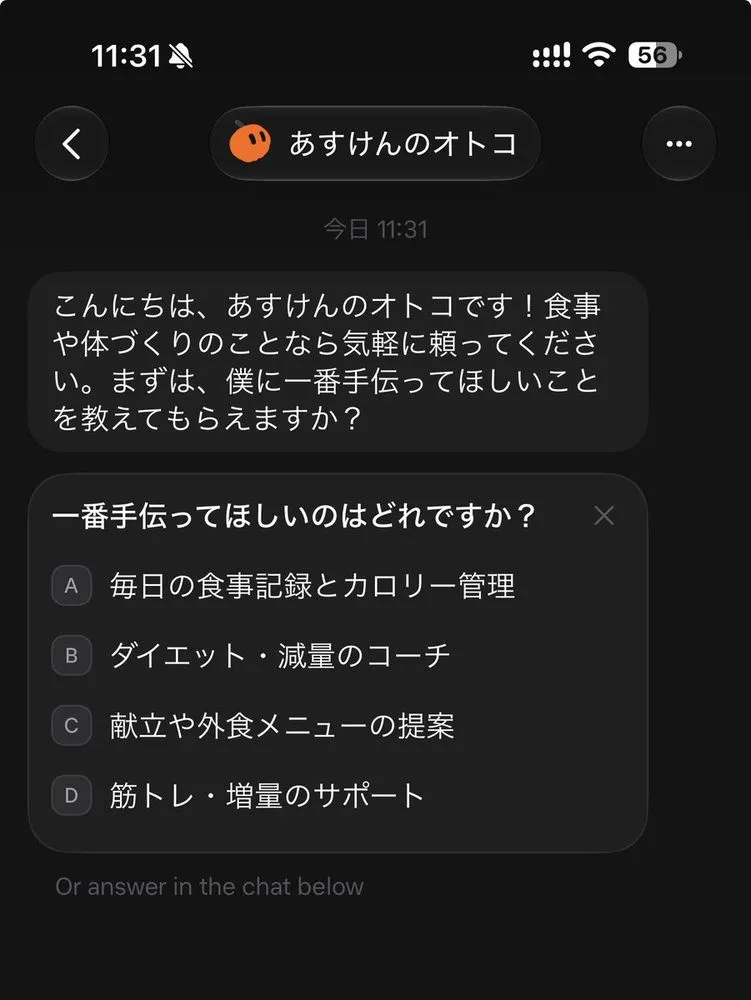 11:31
56
あすけんのオトコ
今日 11:31
こんにちは、あすけんのオトコです！食事
や体づくりのことなら気軽に頼ってくださ
い。まずは、僕に一番手伝ってほしいこと
を教えてもらえますか？
一番手伝ってほしいのはどれですか？
A 毎日の食事記録とカロリー管理
B ダイエット・減量のコーチ
C 献立や外食メニューの提案
D 筋トレ・増量のサポート
Or answer in the chat below